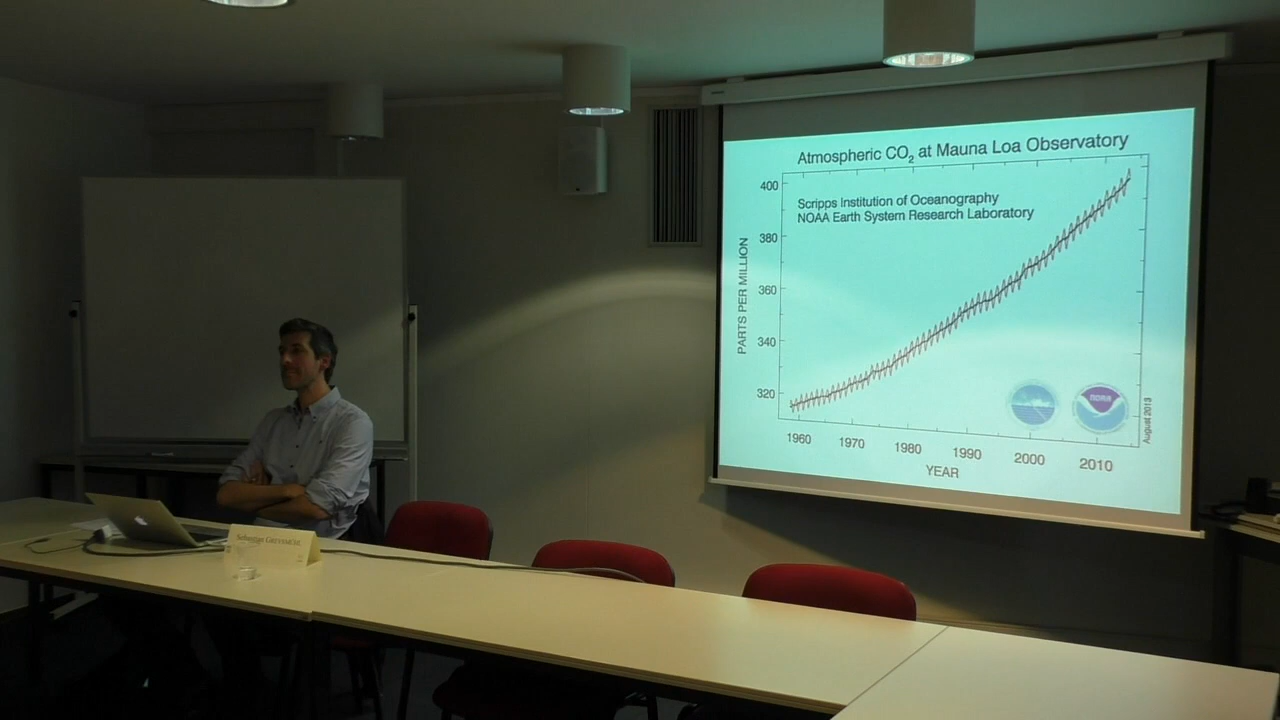 Atmospheric CO₂ at Mauna Loa Observatory
Scripps Institution of Oceanography
NOAA Earth System Research Laboratory
PARTS PER MILLION
400
380
360
340
320
1960 1970 1980 1990 2000 2010
YEAR
NOAA
August 2013
Sebastian